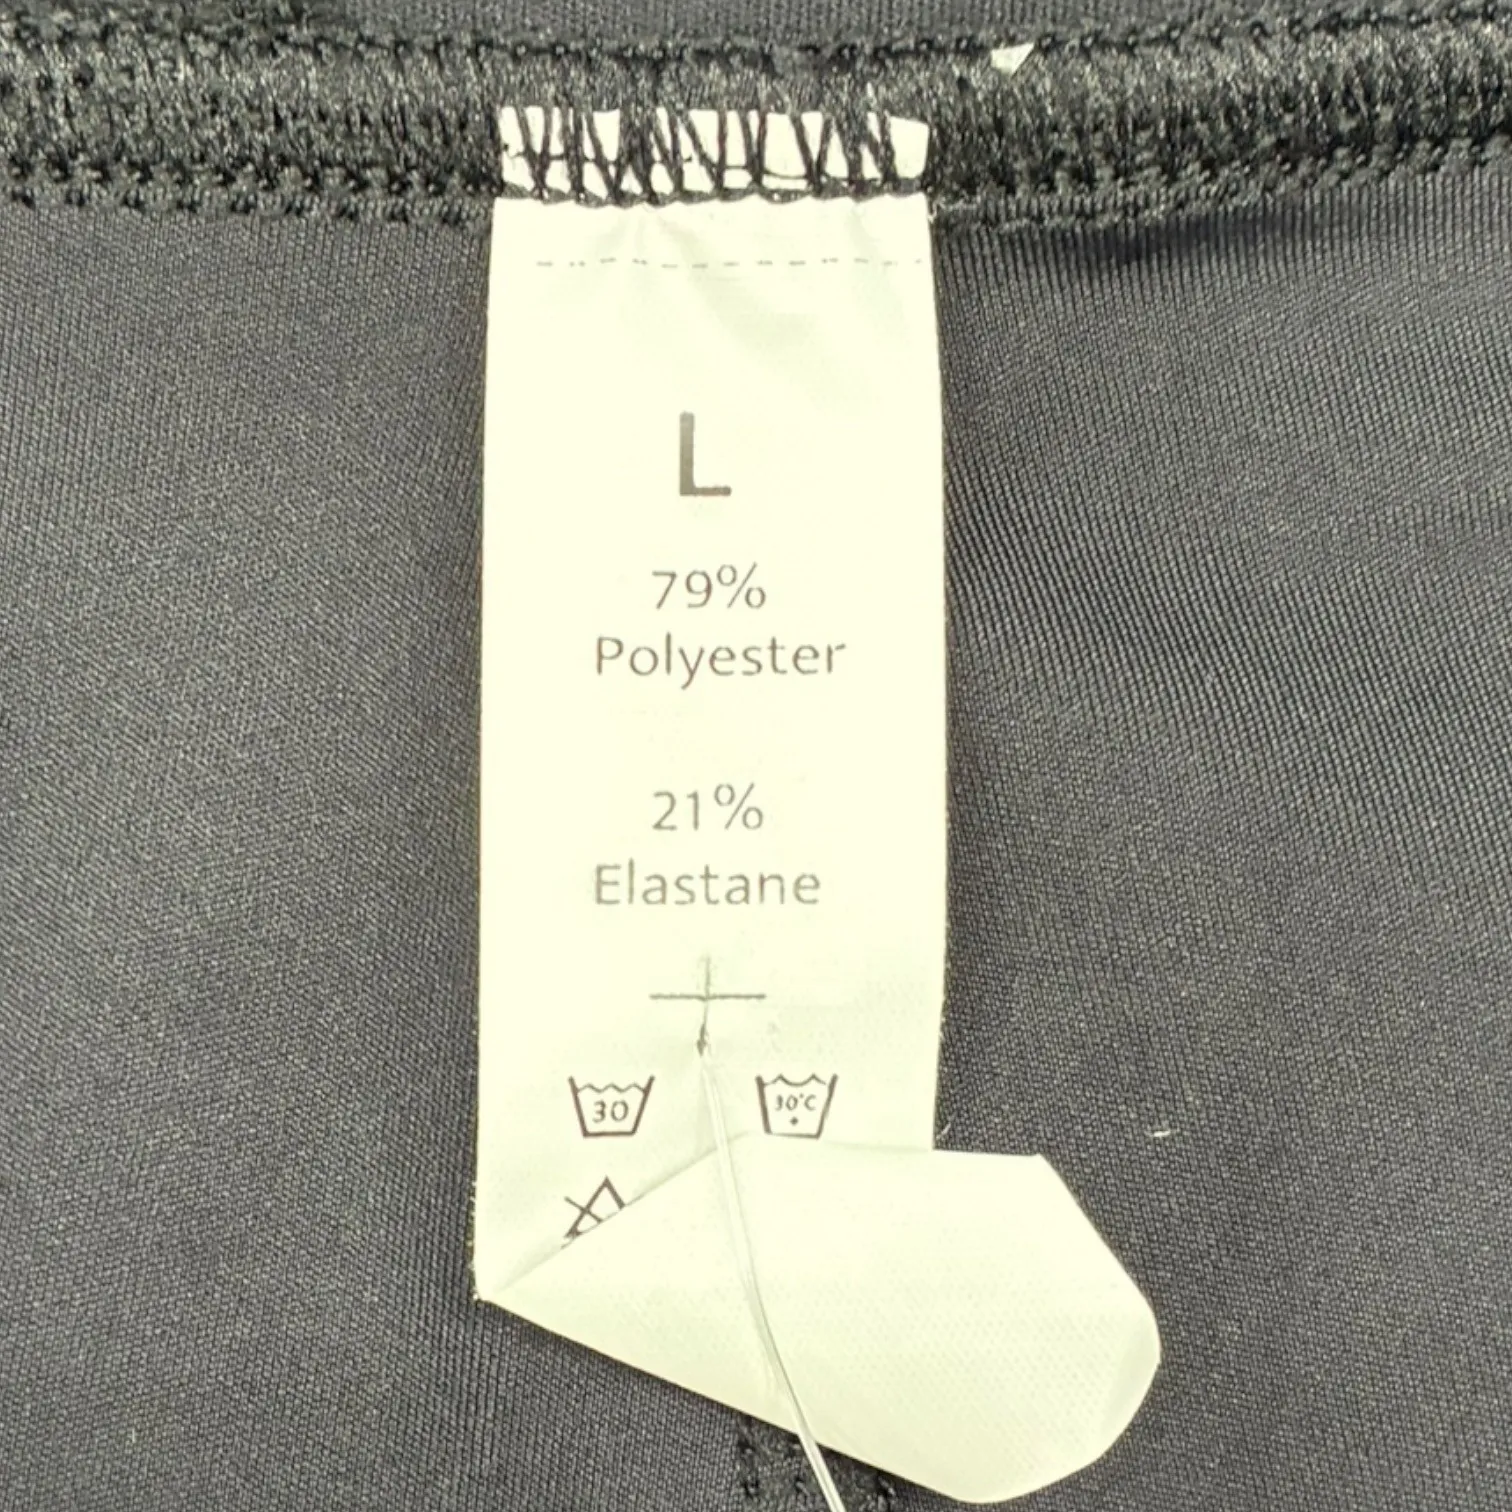 L
79%
Polyester
21%
Elastane
30
30°C